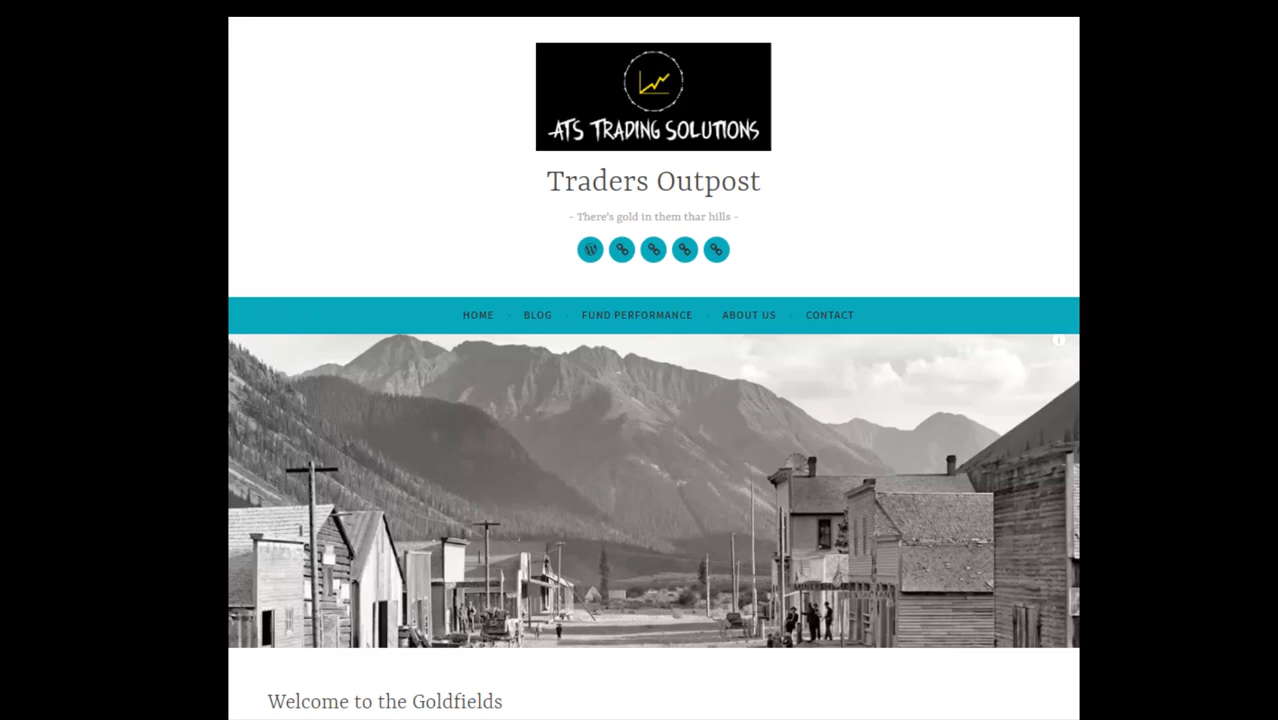 ATS TRADING SOLUTIONS
Traders Outpost
- There's gold in them thar hills -
HOME · BLOG · FUND PERFORMANCE · ABOUT US · CONTACT
Welcome to the Goldfields